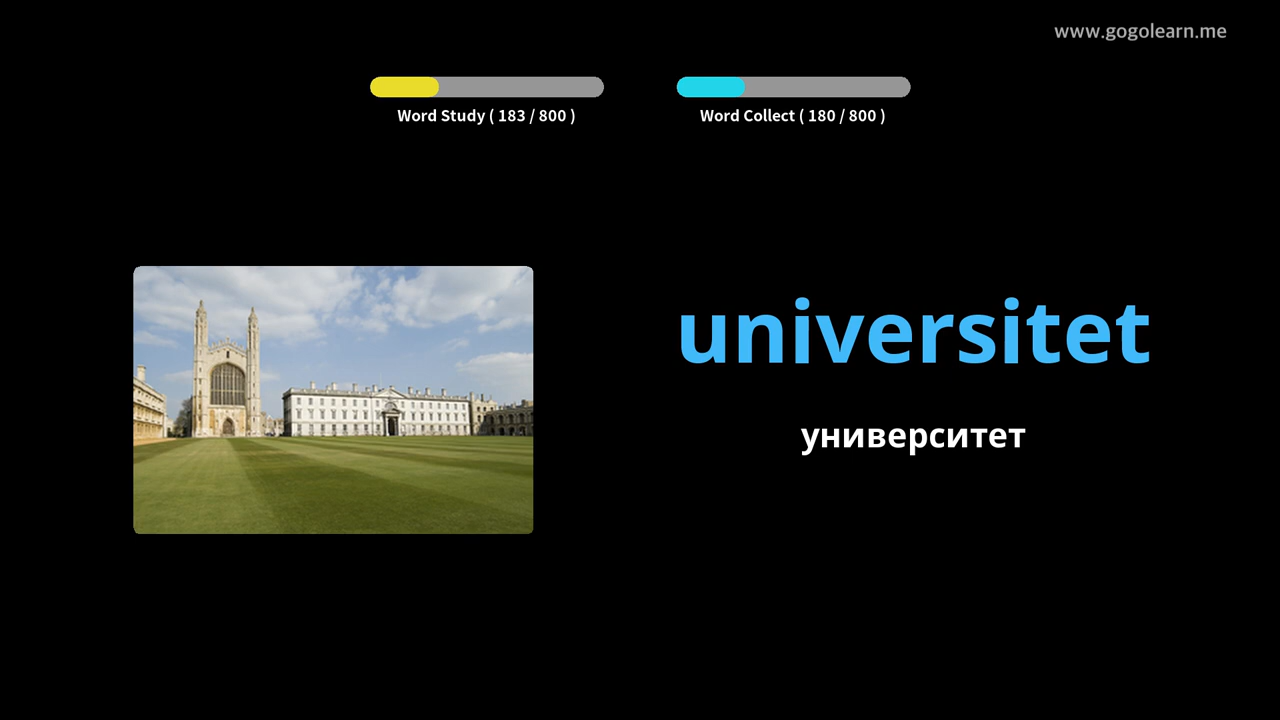 www.gogolearn.me
Word Study ( 183 / 800 )
Word Collect ( 180 / 800 )
universitet
университет